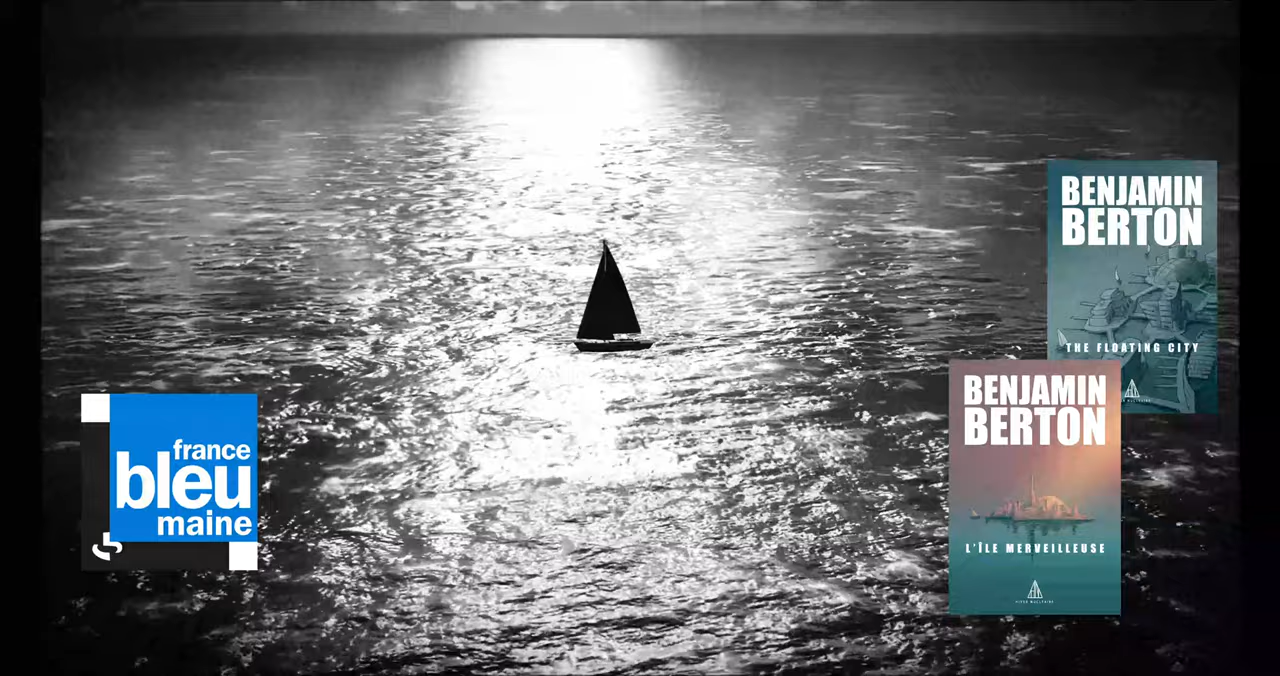 france
bleu
maine
BENJAMIN
BERTON
THE FLOATING CITY
BENJAMIN
BERTON
L'ÎLE MERVEILLEUSE